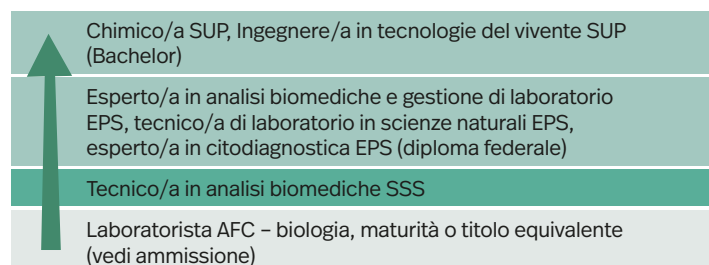 Chimico/a SUP, Ingegnere/a in tecnologie del vivente SUP
(Bachelor)
Esperto/a in analisi biomediche e gestione di laboratorio
EPS, tecnico/a di laboratorio in scienze naturali EPS,
esperto/a in citodiagnostica EPS (diploma federale)
Tecnico/a in analisi biomediche SSS
Laboratorista AFC – biologia, maturità o titolo equivalente
(vedi ammissione)